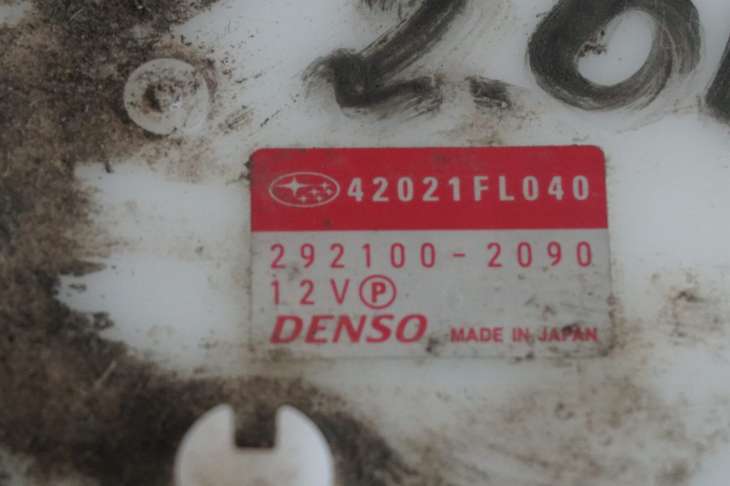 42021FL040
292100-2090
12V Ⓟ
DENSO MADE IN JAPAN